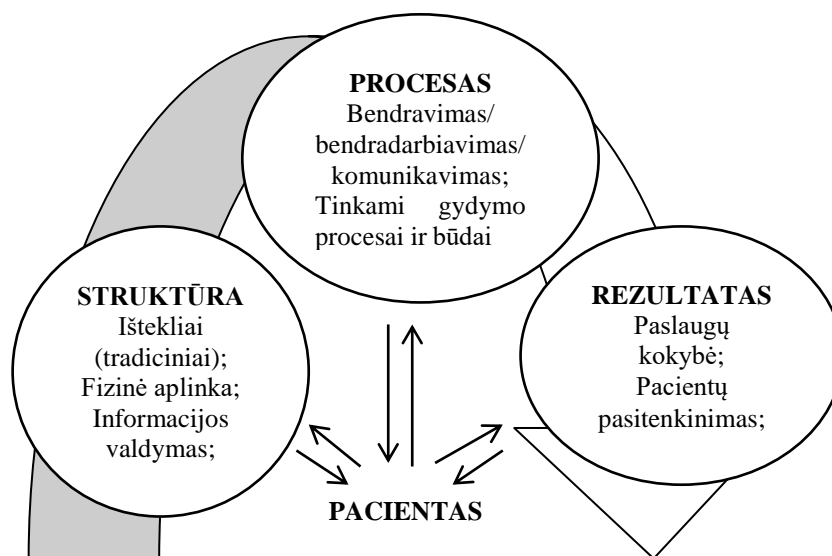 PROCESAS
Bendravimas/
bendradarbiavimas/
komunikavimas;
Tinkami gydymo
procesai ir būdai
STRUKTŪRA
Ištekliai
(tradiciniai);
Fizinė aplinka;
Informacijos
valdymas;
REZULTATAS
Paslaugų
kokybė;
Pacientų
pasitenkinimas;
PACIENTAS